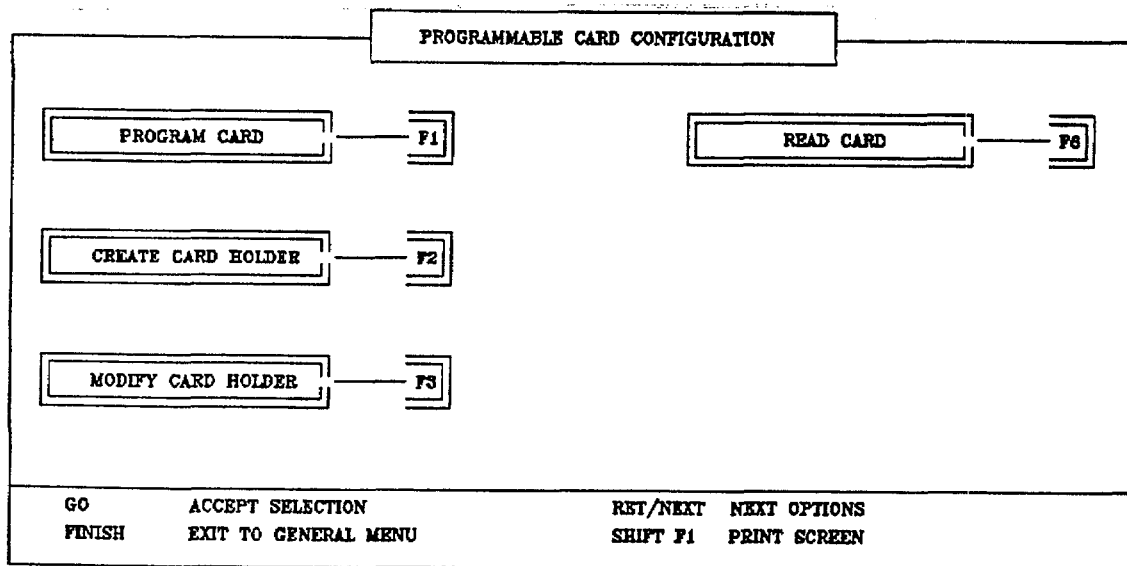 PROGRAMMABLE CARD CONFIGURATION
PROGRAM CARD F1
READ CARD F6
CREATE CARD HOLDER F2
MODIFY CARD HOLDER F3
GO ACCEPT SELECTION RET/NEXT NEXT OPTIONS
FINISH EXIT TO GENERAL MENU SHIFT F1 PRINT SCREEN